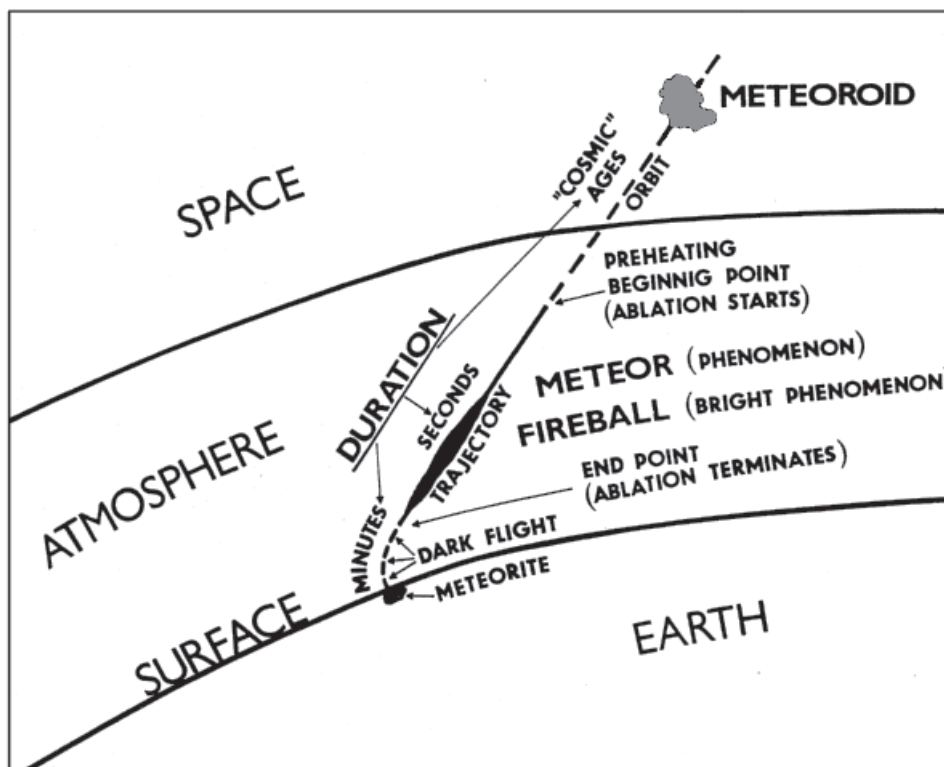 METEOROID
"COSMIC"
AGES
ORBIT
SPACE
PREHEATING
BEGINNIG POINT
(ABLATION STARTS)
DURATION
SECONDS
METEOR (PHENOMENON)
FIREBALL (BRIGHT PHENOMENON)
TRAJECTORY
ATMOSPHERE
END POINT
(ABLATION TERMINATES)
MINUTES
DARK FLIGHT
METEORITE
SURFACE
EARTH